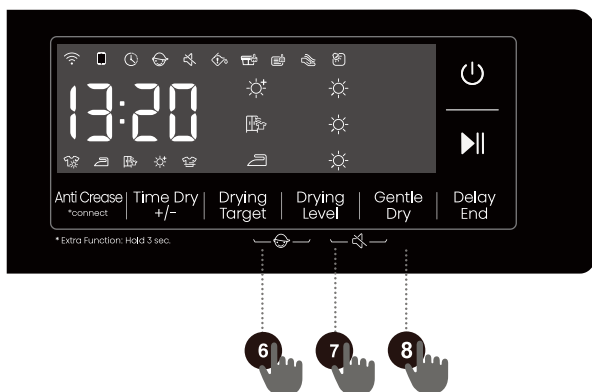 13:20
Anti Crease | Time Dry | Drying | Drying | Gentle | Delay
*connect +/- Target Level Dry End
* Extra Function: Hold 3 sec.
6 7 8